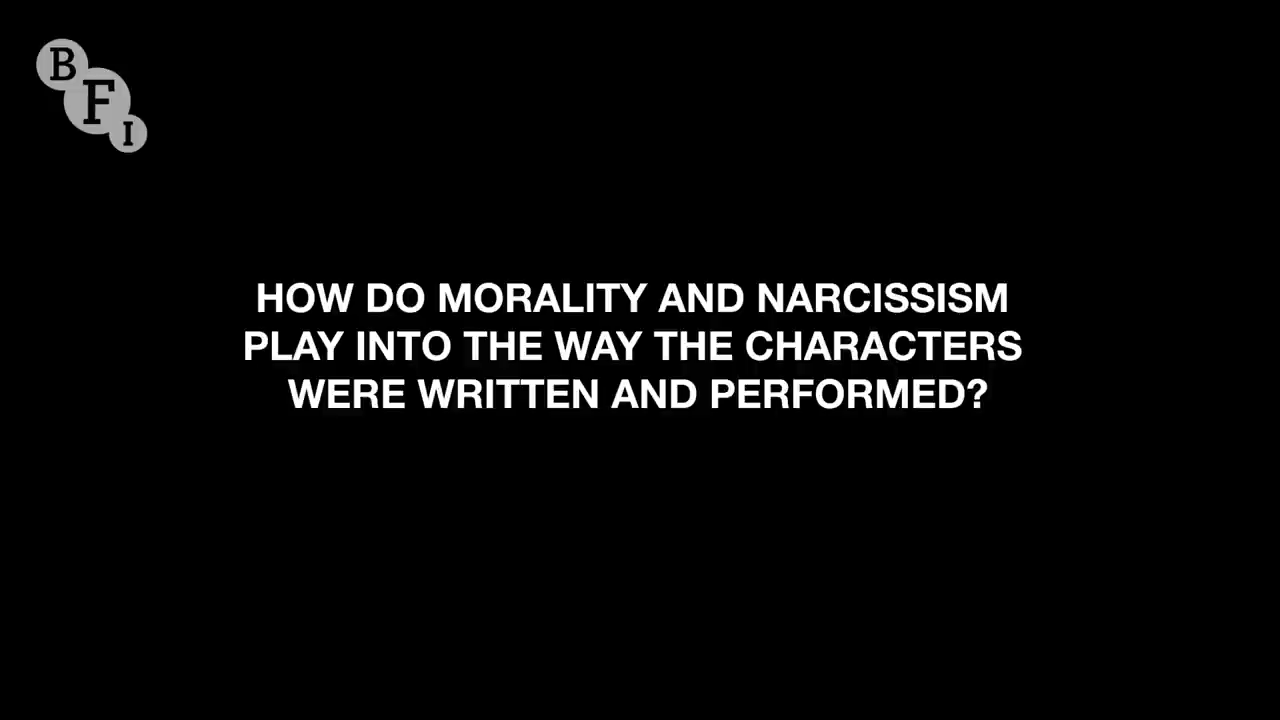 BFI
HOW DO MORALITY AND NARCISSISM
PLAY INTO THE WAY THE CHARACTERS
WERE WRITTEN AND PERFORMED?